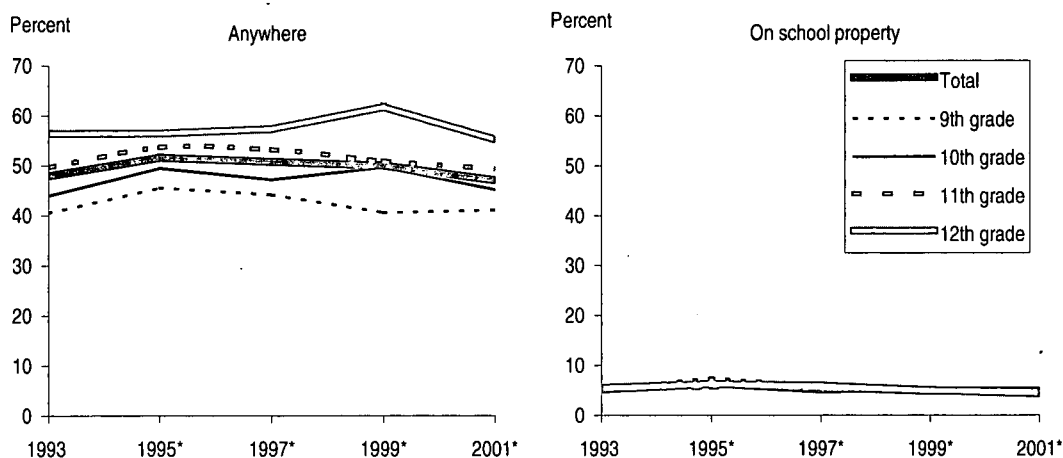 Percent
Anywhere
70
60
50
40
30
20
10
0
1993
1995*
1997*
1999*
2001*
Percent
On school property
70
60
50
40
30
20
10
0
1993
1995*
1997*
1999*
2001*
Total
9th grade
10th grade
11th grade
12th grade